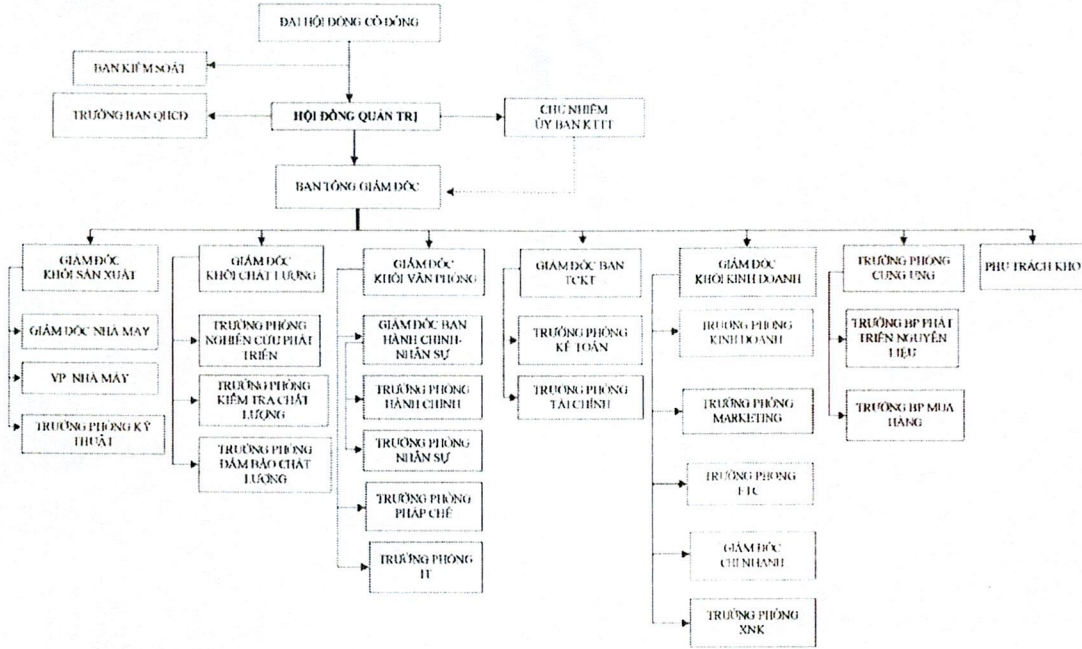 ĐẠI HỘI ĐỒNG CỔ ĐÔNG
BAN KIỂM SOÁT
TRƯỞNG BAN QHCĐ
HỘI ĐỒNG QUẢN TRỊ
CHỦ NHIỆM
ỦY BAN KTTT
BAN TỔNG GIÁM ĐỐC
GIÁM ĐỐC
KHỐI SẢN XUẤT
GIÁM ĐỐC NHÀ MÁY
VP NHÀ MÁY
TRƯỞNG PHÒNG KỸ
THUẬT
GIÁM ĐỐC
KHỐI CHẤT LƯỢNG
TRƯỞNG PHÒNG
NGHIÊN CỨU PHÁT
TRIỂN
TRƯỞNG PHÒNG
KIỂM TRA CHẤT
LƯỢNG
TRƯỞNG PHÒNG
ĐẢM BẢO CHẤT
LƯỢNG
GIÁM ĐỐC
KHỐI VĂN PHÒNG
GIÁM ĐỐC BAN
HÀNH CHÍNH-
NHÂN SỰ
TRƯỞNG PHÒNG
HÀNH CHÍNH
TRƯỞNG PHÒNG
NHÂN SỰ
TRƯỞNG PHÒNG
PHÁP CHẾ
TRƯỞNG PHÒNG
IT
GIÁM ĐỐC BAN
TCKT
TRƯỞNG PHÒNG
KẾ TOÁN
TRƯỞNG PHÒNG
TÀI CHÍNH
GIÁM ĐỐC
KHỐI KINH DOANH
TRƯỞNG PHÒNG
KINH DOANH
TRƯỞNG PHÒNG
MARKETING
TRƯỞNG PHÒNG
ETC
GIÁM ĐỐC
CHI NHÁNH
TRƯỞNG PHÒNG
XNK
TRƯỞNG PHÒNG
CUNG ỨNG
TRƯỞNG BP PHÁT
TRIỂN NGUYÊN
LIỆU
TRƯỞNG BP MUA
HÀNG
PHỤ TRÁCH KHO